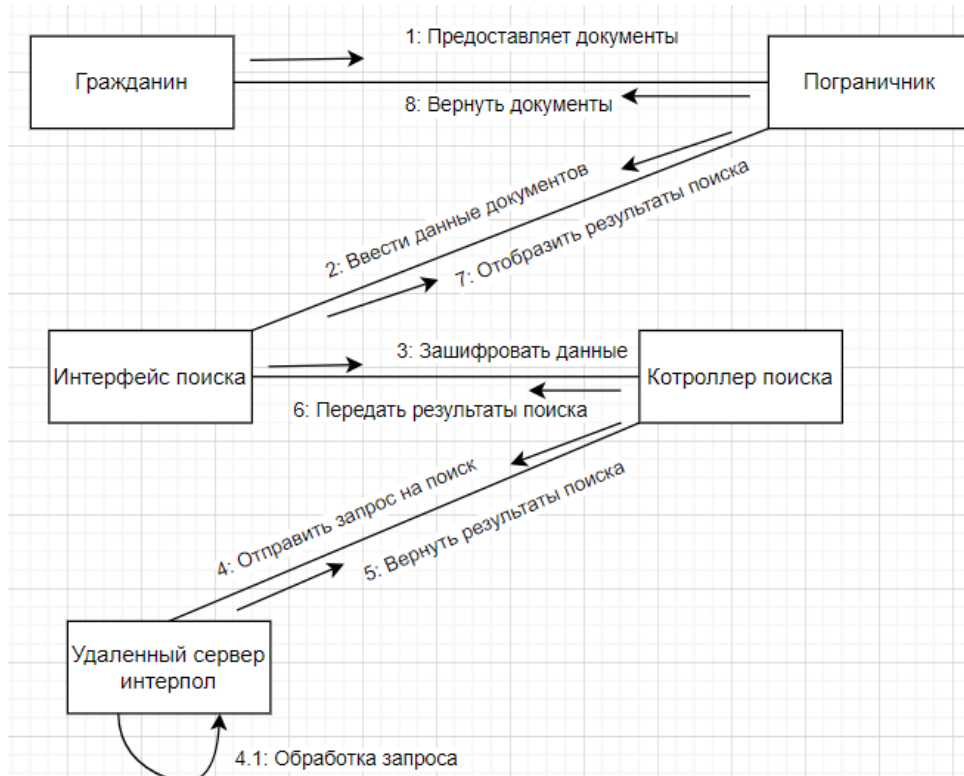 1: Предоставляет документы
Гражданин
Пограничник
8: Вернуть документы
2: Ввести данные документов
7: Отобразить результаты поиска
Интерфейс поиска
3: Зашифровать данные
Котроллер поиска
6: Передать результаты поиска
4: Отправить запрос на поиск
5: Вернуть результаты поиска
Удаленный сервер
интерпол
4.1: Обработка запроса